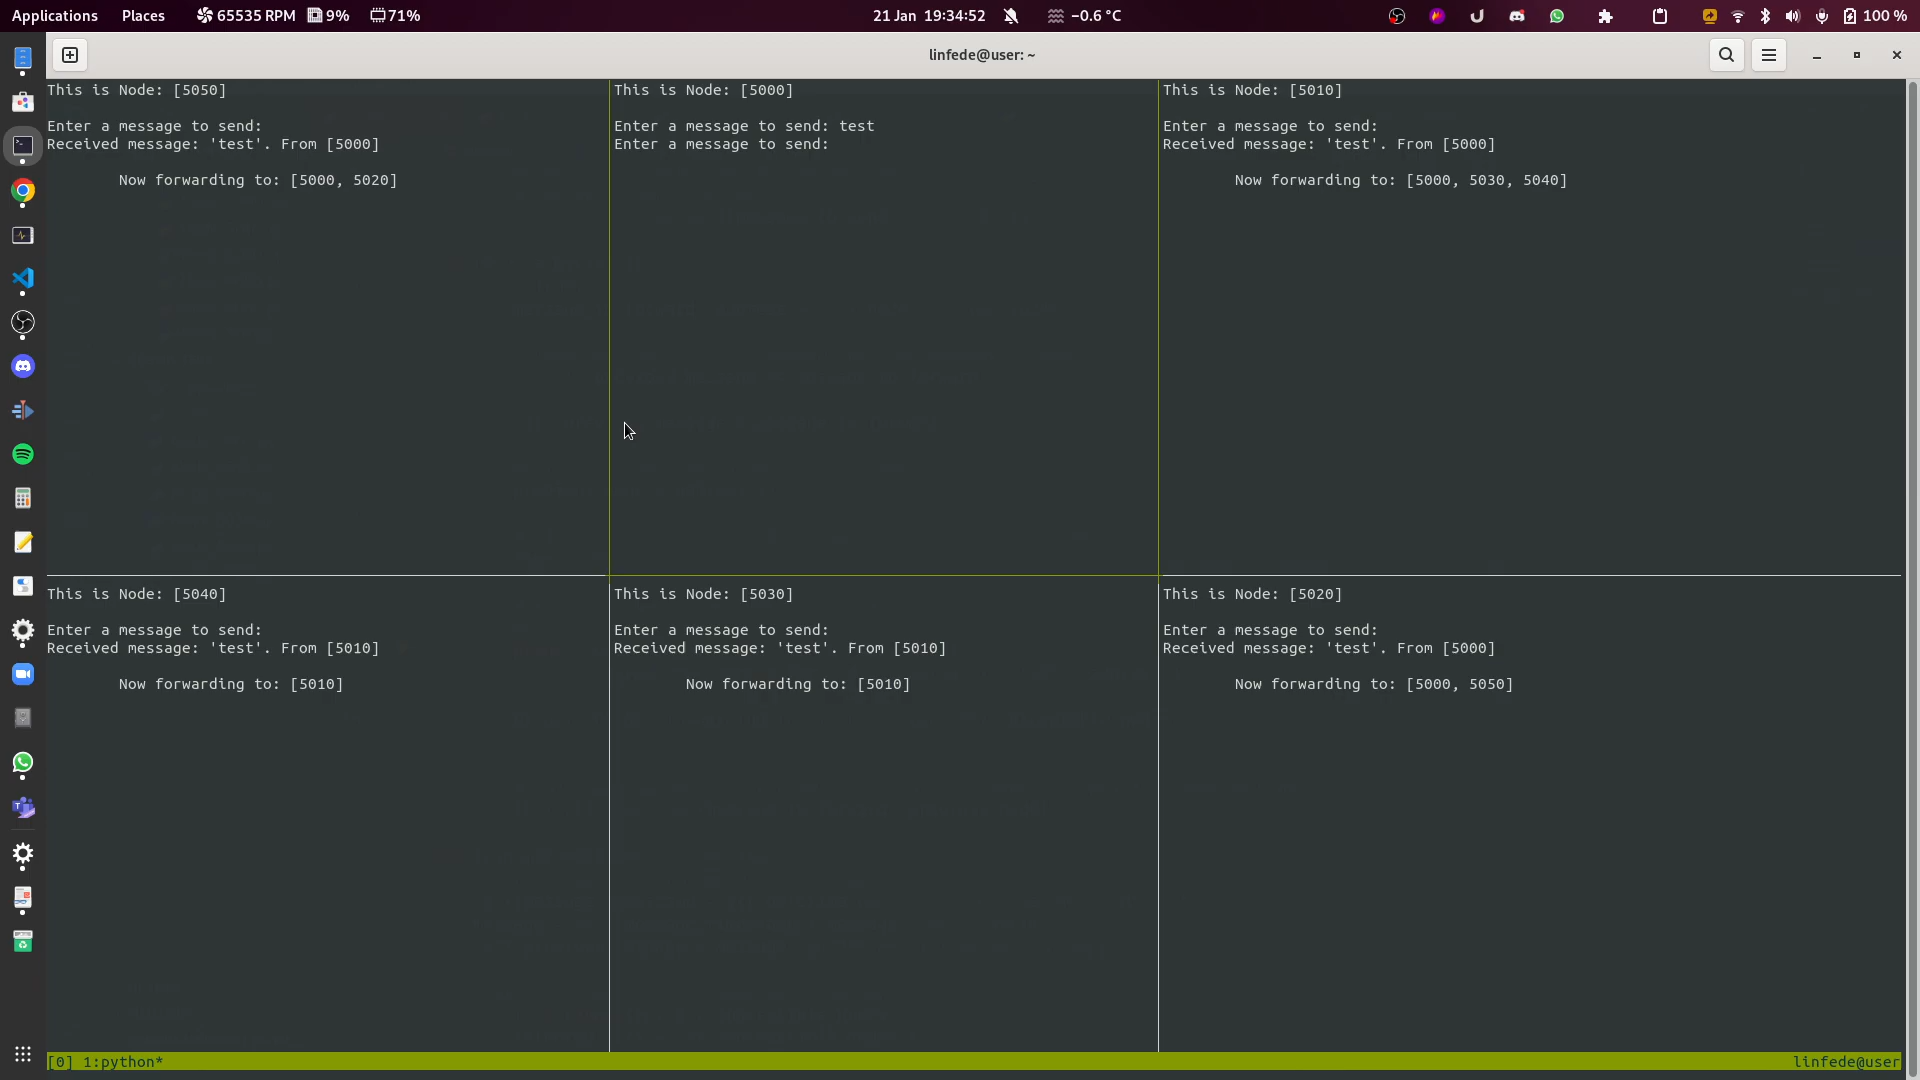 Applications Places 65535 RPM 9% 71% 21 Jan 19:34:52 −0.6 °C 100 %
linfede@user: ~
This is Node: [5050]
Enter a message to send:
Received message: 'test'. From [5000]
Now forwarding to: [5000, 5020]
This is Node: [5000]
Enter a message to send: test
Enter a message to send:
This is Node: [5010]
Enter a message to send:
Received message: 'test'. From [5000]
Now forwarding to: [5000, 5030, 5040]
This is Node: [5040]
Enter a message to send:
Received message: 'test'. From [5010]
Now forwarding to: [5010]
This is Node: [5030]
Enter a message to send:
Received message: 'test'. From [5010]
Now forwarding to: [5010]
This is Node: [5020]
Enter a message to send:
Received message: 'test'. From [5000]
Now forwarding to: [5000, 5050]
[0] 1:python* linfede@user